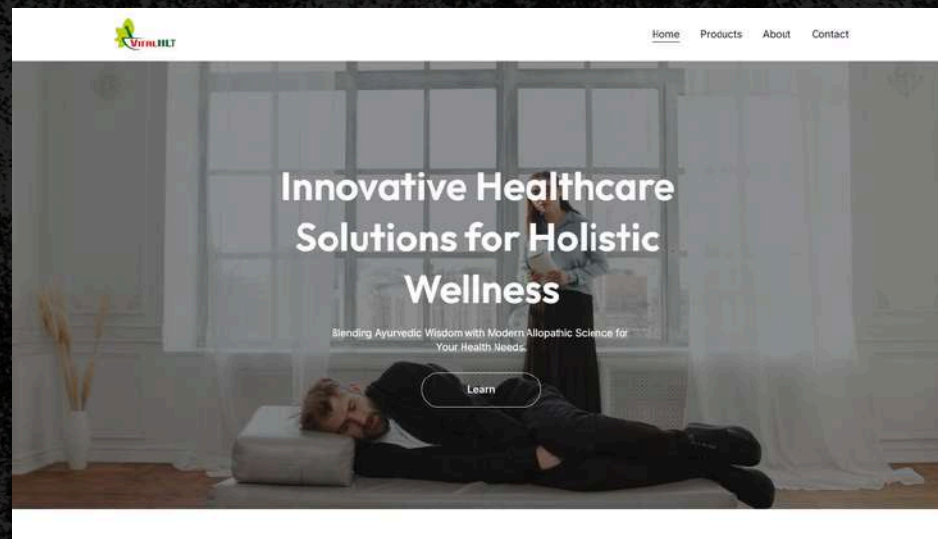 VITALHLT
Home Products About Contact
Innovative Healthcare
Solutions for Holistic
Wellness
Blending Ayurvedic Wisdom with Modern Allopathic Science for
Your Health Needs.
Learn